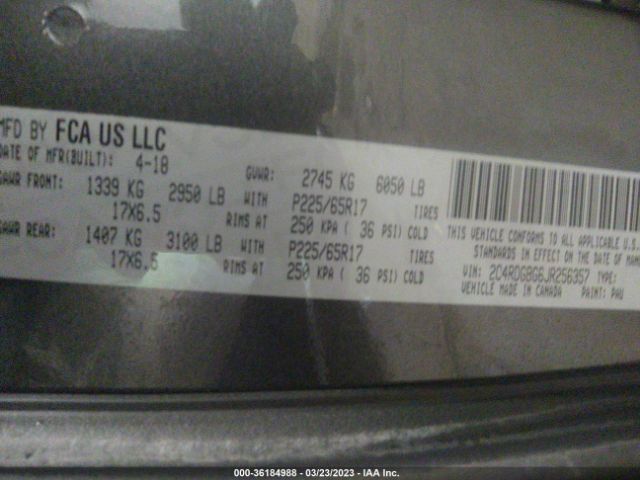 MFD BY FCA US LLC
DATE OF MFR(BUILT): 4-18 GVWR: 2745 KG 6050 LB
GAWR FRONT: 1339 KG 2950 LB WITH P225/65R17 TIRES
17X6.5 RIMS AT 250 KPA ( 36 PSI) COLD
GAWR REAR: 1407 KG 3100 LB WITH P225/65R17 TIRES
17X6.5 RIMS AT 250 KPA ( 36 PSI) COLD
THIS VEHICLE CONFORMS TO ALL APPLICABLE U.S.
STANDARDS IN EFFECT ON THE DATE OF MANU
VIN: 2C4RDGBG6JR256357 TYPE:
VEHICLE MADE IN CANADA PAINT: PAU
000-36184988 - 03/23/2023 - IAA Inc.